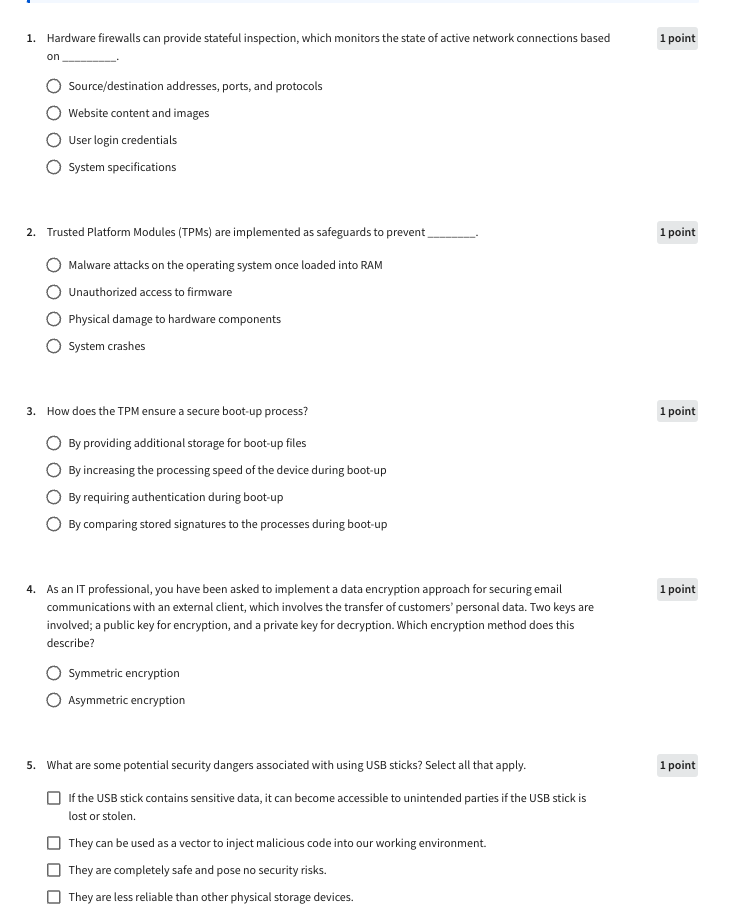 1. Hardware firewalls can provide stateful inspection, which monitors the state of active network connections based 1 point
on _________.
Source/destination addresses, ports, and protocols
Website content and images
User login credentials
System specifications
2. Trusted Platform Modules (TPMs) are implemented as safeguards to prevent ________. 1 point
Malware attacks on the operating system once loaded into RAM
Unauthorized access to firmware
Physical damage to hardware components
System crashes
3. How does the TPM ensure a secure boot-up process? 1 point
By providing additional storage for boot-up files
By increasing the processing speed of the device during boot-up
By requiring authentication during boot-up
By comparing stored signatures to the processes during boot-up
4. As an IT professional, you have been asked to implement a data encryption approach for securing email 1 point
communications with an external client, which involves the transfer of customers' personal data. Two keys are
involved; a public key for encryption, and a private key for decryption. Which encryption method does this
describe?
Symmetric encryption
Asymmetric encryption
5. What are some potential security dangers associated with using USB sticks? Select all that apply. 1 point
If the USB stick contains sensitive data, it can become accessible to unintended parties if the USB stick is
lost or stolen.
They can be used as a vector to inject malicious code into our working environment.
They are completely safe and pose no security risks.
They are less reliable than other physical storage devices.